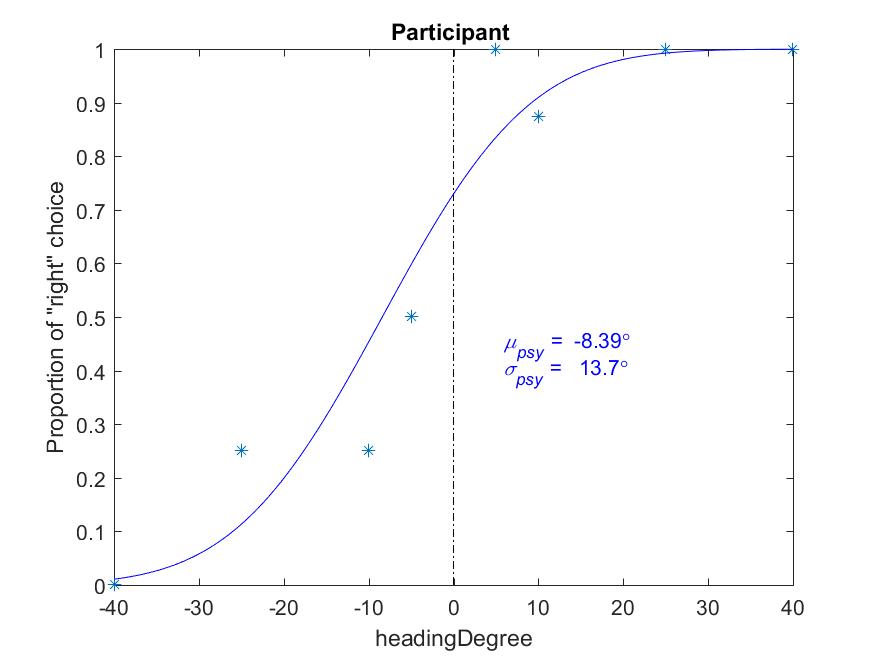 Participant
1
0.9
0.8
0.7
0.6
0.5
0.4
0.3
0.2
0.1
0
Proportion of "right" choice
μpsy = -8.39°
σpsy = 13.7°
-40 -30 -20 -10 0 10 20 30 40
headingDegree